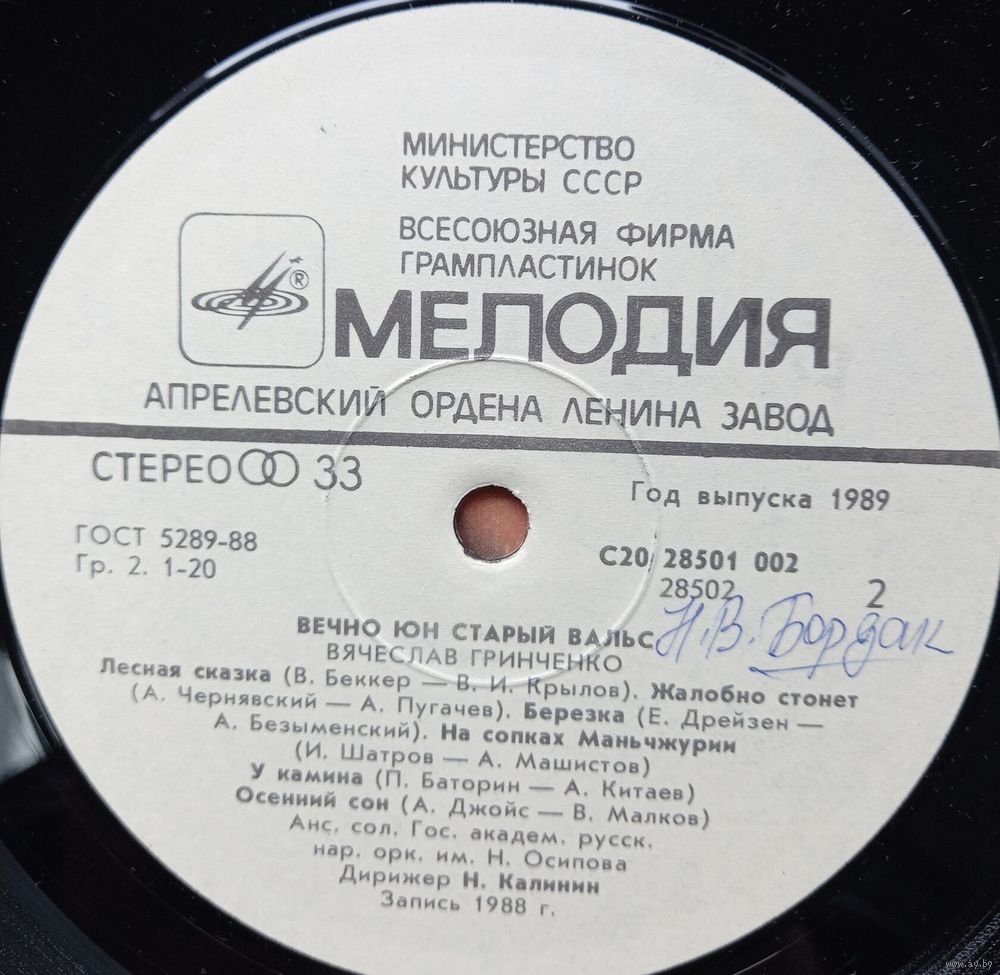 МИНИСТЕРСТВО
КУЛЬТУРЫ СССР
ВСЕСОЮЗНАЯ ФИРМА
ГРАМПЛАСТИНОК
®
МЕЛОДИЯ
АПРЕЛЕВСКИЙ ОРДЕНА ЛЕНИНА ЗАВОД
СТЕРЕО 33
Год выпуска 1989
ГОСТ 5289-88
Гр. 2. 1-20
С20 28501 002
28502
2
ВЕЧНО ЮН СТАРЫЙ ВАЛЬС
Н.В. Бордак
ВЯЧЕСЛАВ ГРИНЧЕНКО
Лесная сказка (В. Беккер — В. И. Крылов). Жалобно стонет
(А. Чернявский — А. Пугачев). Березка (Е. Дрейзен —
А. Безыменский). На сопках Маньчжурии
(И. Шатров — А. Машистов)
У камина (П. Баторин — А. Китаев)
Осенний сон (А. Джойс — В. Малков)
Анс. сол. Гос. академ. русск.
нар. орк. им. Н. Осипова
Дирижер Н. Калинин
Запись 1988 г.
www.ay.by